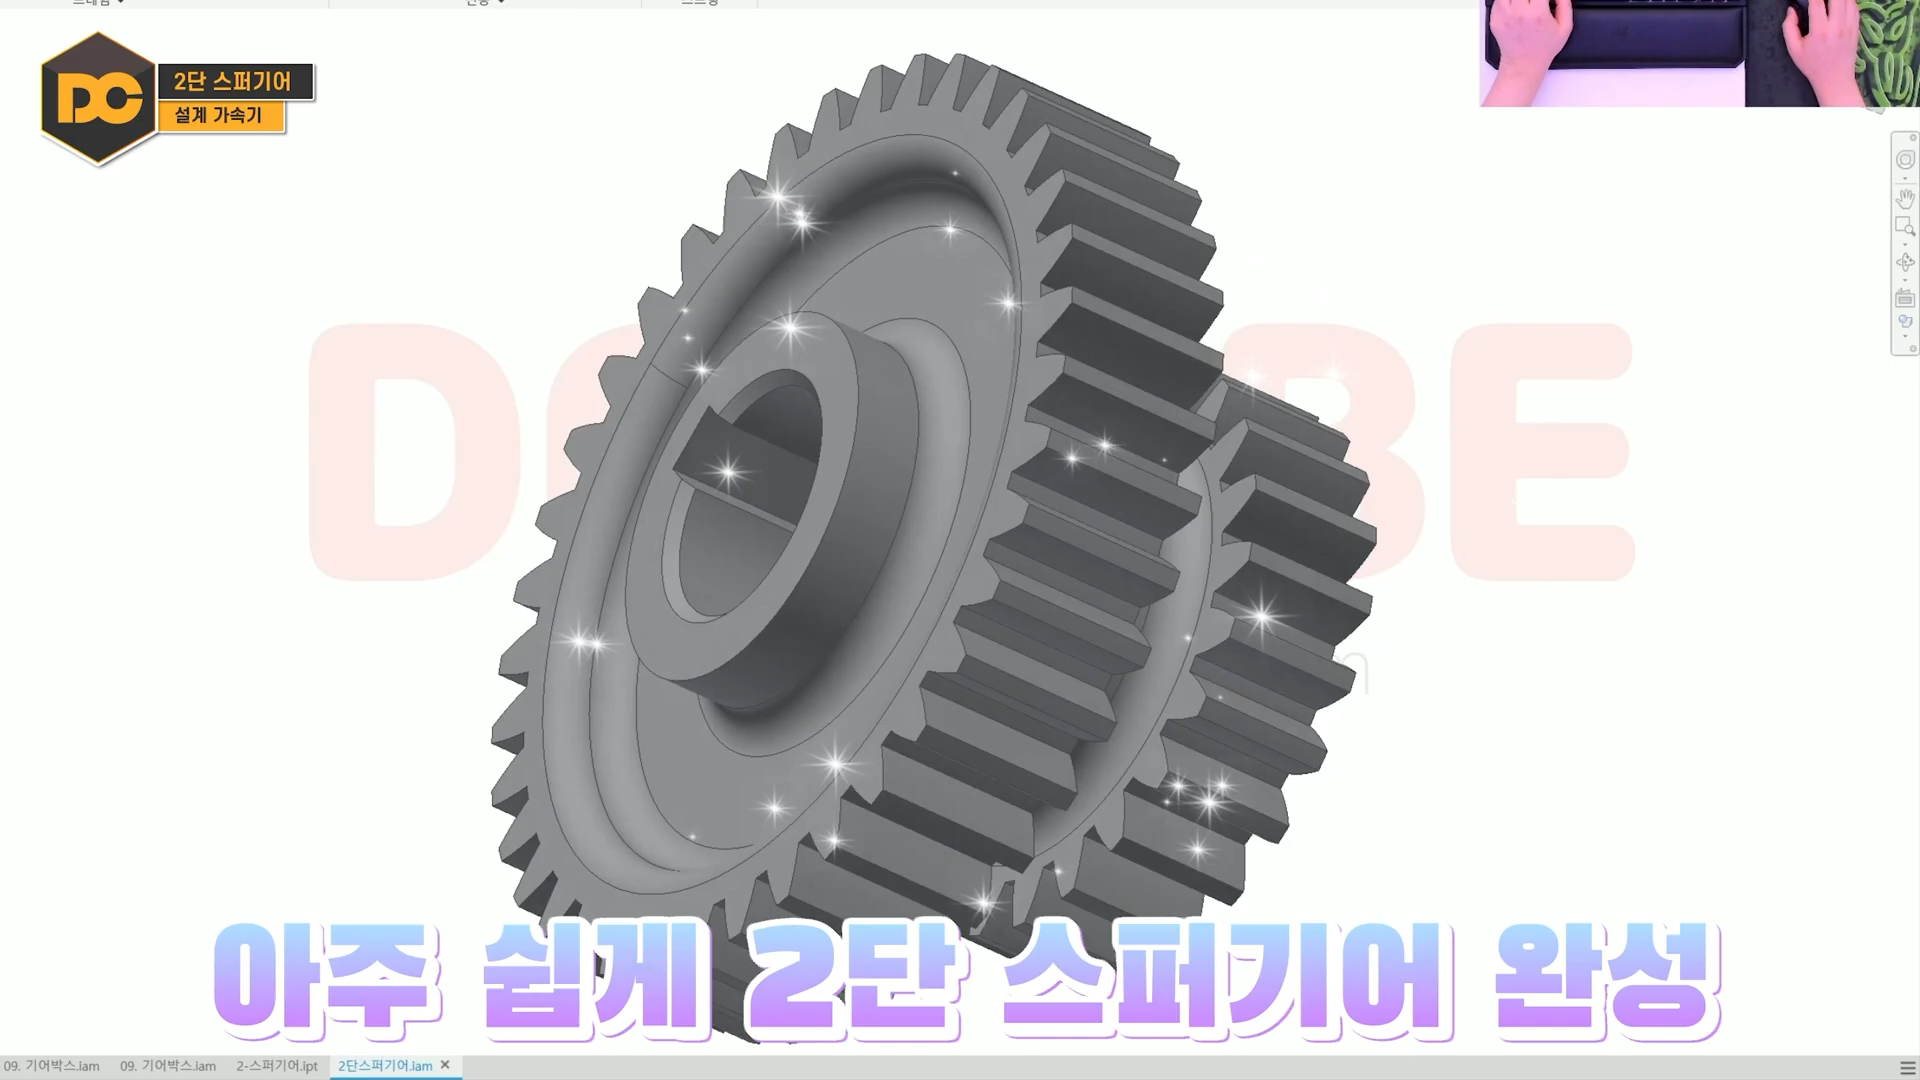 DC
2단 스퍼기어
설계 가속기
아주 쉽게 2단 스퍼기어 완성
09. 기어박스.iam
09. 기어박스.iam
2-스퍼기어.ipt
2단스퍼기어.iam